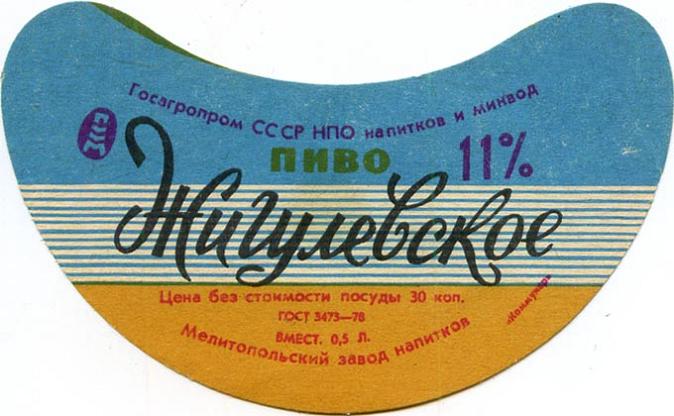 Госагропром СССР НПО напитков и минвод
ПИВО 11%
Жигулевское
Цена без стоимости посуды 30 коп.
ГОСТ 3473—78
ВМЕСТ. 0,5 Л.
Мелитопольский завод напитков
«Коммунар»